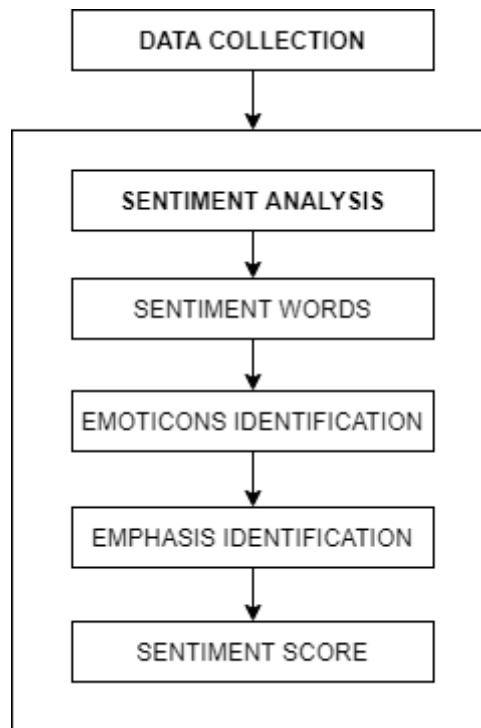 DATA COLLECTION
SENTIMENT ANALYSIS
SENTIMENT WORDS
EMOTICONS IDENTIFICATION
EMPHASIS IDENTIFICATION
SENTIMENT SCORE